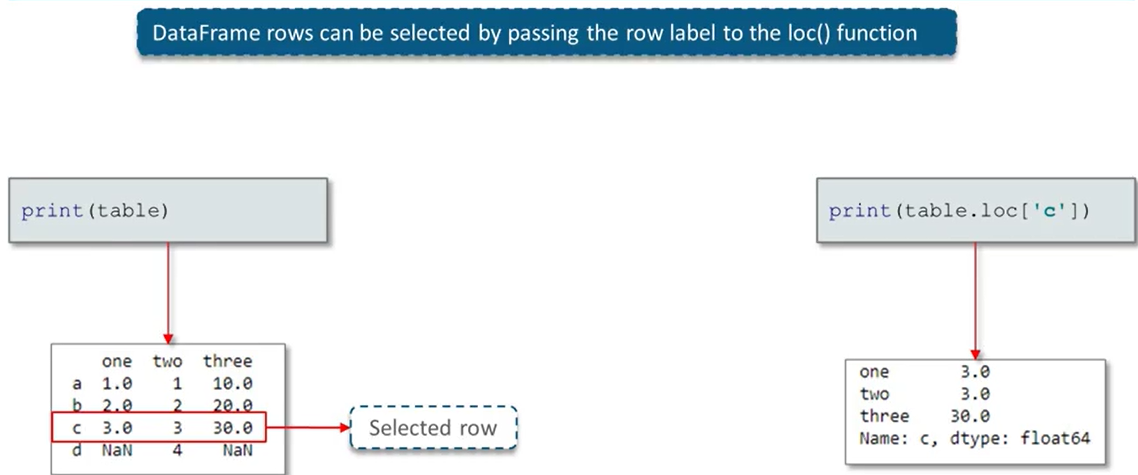 DataFrame rows can be selected by passing the row label to the loc() function
print(table)
print(table.loc['c'])
one two three
a 1.0 1 10.0
b 2.0 2 20.0
c 3.0 3 30.0
d NaN 4 NaN
Selected row
one 3.0
two 3.0
three 30.0
Name: c, dtype: float64